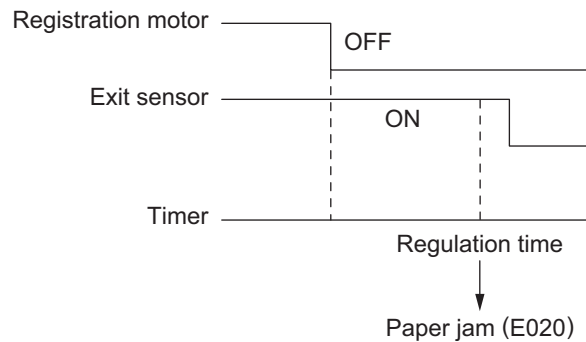 Registration motor
OFF
Exit sensor
ON
Timer
Regulation time
Paper jam (E020)